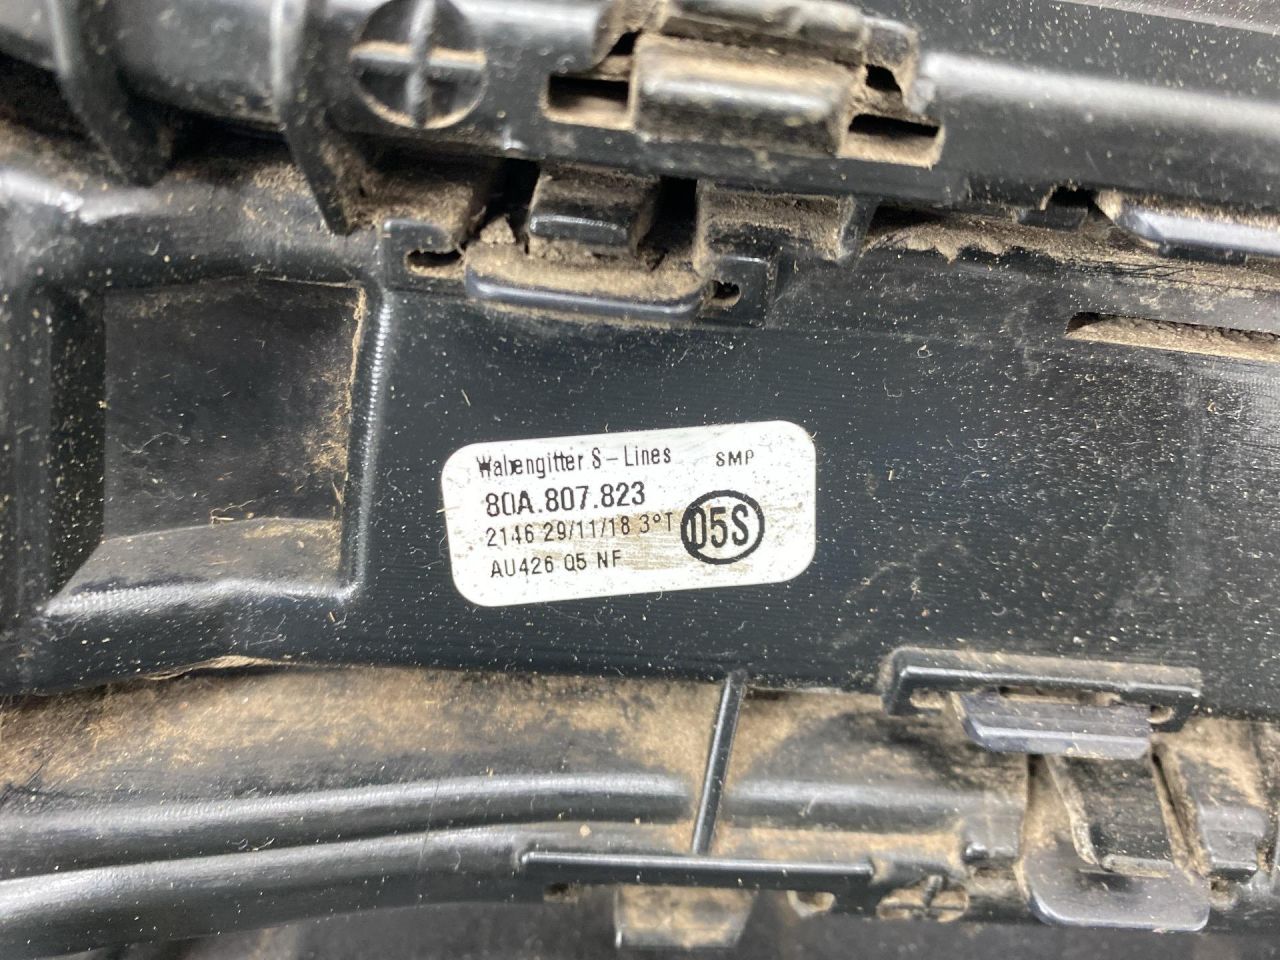 Wabengitter S-Lines SMP
80A.807.823
2146 29/11/18 3°T 05S
AU426 Q5 NF